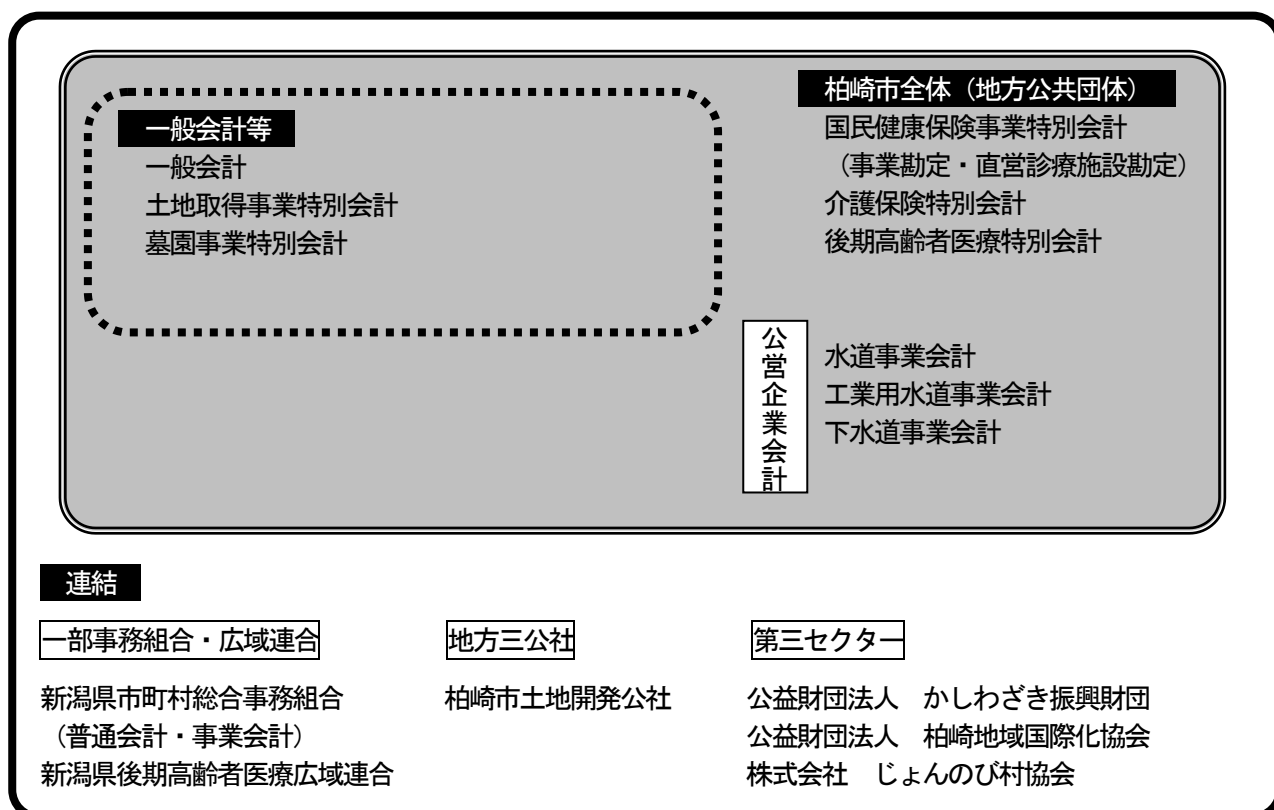 一般会計等
一般会計
土地取得事業特別会計
墓園事業特別会計
柏崎市全体（地方公共団体）
国民健康保険事業特別会計
（事業勘定・直営診療施設勘定）
介護保険特別会計
後期高齢者医療特別会計
公営企業会計
水道事業会計
工業用水道事業会計
下水道事業会計
連結
一部事務組合・広域連合
新潟県市町村総合事務組合
（普通会計・事業会計）
新潟県後期高齢者医療広域連合
地方三公社
柏崎市土地開発公社
第三セクター
公益財団法人　かしわざき振興財団
公益財団法人　柏崎地域国際化協会
株式会社　じょんのび村協会